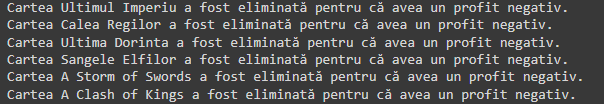 Cartea Ultimul Imperiu a fost eliminată pentru că avea un profit negativ.
Cartea Calea Regilor a fost eliminată pentru că avea un profit negativ.
Cartea Ultima Dorinta a fost eliminată pentru că avea un profit negativ.
Cartea Sangele Elfilor a fost eliminată pentru că avea un profit negativ.
Cartea A Storm of Swords a fost eliminată pentru că avea un profit negativ.
Cartea A Clash of Kings a fost eliminată pentru că avea un profit negativ.